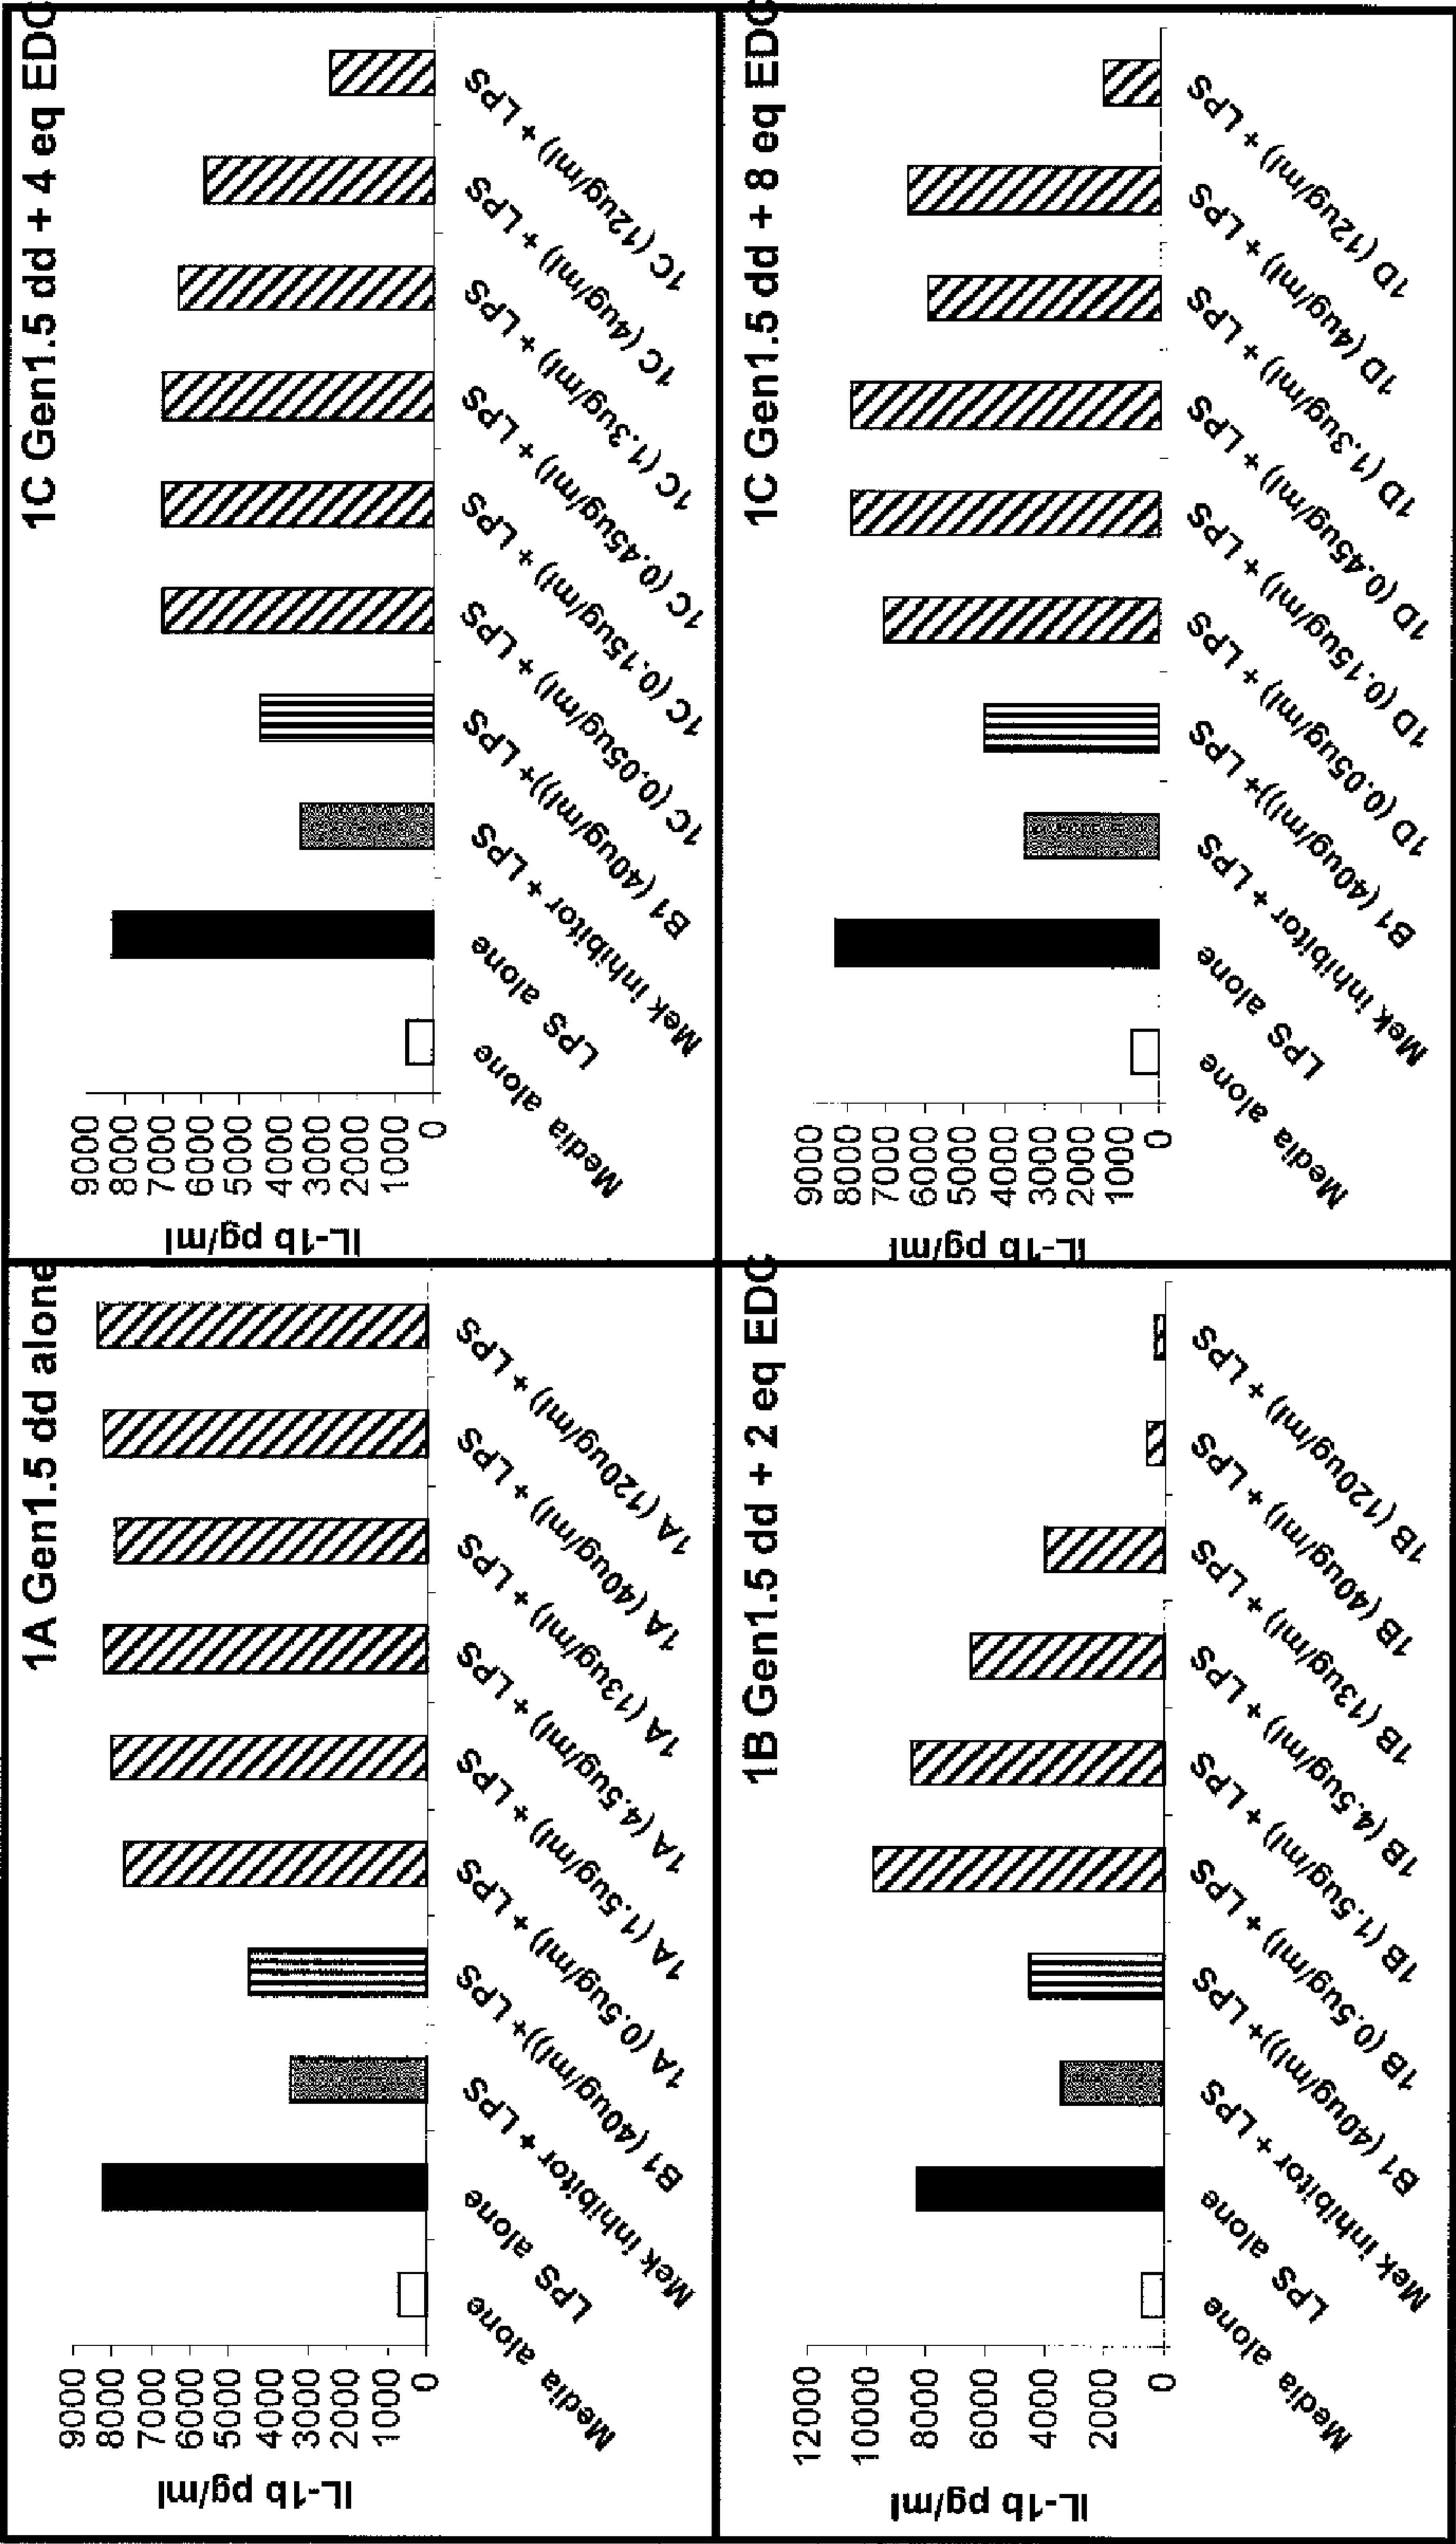 1A Gen1.5 dd alone
IL-1b pg/ml
9000
8000
7000
6000
5000
4000
3000
2000
1000
0
Media alone
LPS alone
Mek inhibitor + LPS
B1 (40ug/ml))+ LPS
1A (0.5ug/ml) + LPS
1A (1.5ug/ml) + LPS
1A (4.5ug/ml) + LPS
1A (13ug/ml) + LPS
1A (40ug/ml) + LPS
1A (120ug/ml) + LPS
1C Gen1.5 dd + 4 eq EDC
IL-1b pg/ml
9000
8000
7000
6000
5000
4000
3000
2000
1000
0
Media alone
LPS alone
Mek inhibitor + LPS
B1 (40ug/ml))+ LPS
1C (0.05ug/ml) + LPS
1C (0.15ug/ml) + LPS
1C (0.45ug/ml) + LPS
1C (1.3ug/ml) + LPS
1C (4ug/ml) + LPS
1C (12ug/ml) + LPS
1B Gen1.5 dd + 2 eq EDC
IL-1b pg/ml
12000
10000
8000
6000
4000
2000
0
Media alone
LPS alone
Mek inhibitor + LPS
B1 (40ug/ml))+ LPS
1B (0.5ug/ml) + LPS
1B (1.5ug/ml) + LPS
1B (4.5ug/ml) + LPS
1B (13ug/ml) + LPS
1B (40ug/ml) + LPS
1B (120ug/ml) + LPS
1C Gen1.5 dd + 8 eq EDC
IL-1b pg/ml
9000
8000
7000
6000
5000
4000
3000
2000
1000
0
Media alone
LPS alone
Mek inhibitor + LPS
B1 (40ug/ml))+ LPS
1D (0.05ug/ml) + LPS
1D (0.15ug/ml) + LPS
1D (0.45ug/ml) + LPS
1D (1.3ug/ml) + LPS
1D (4ug/ml) + LPS
1D (12ug/ml) + LPS